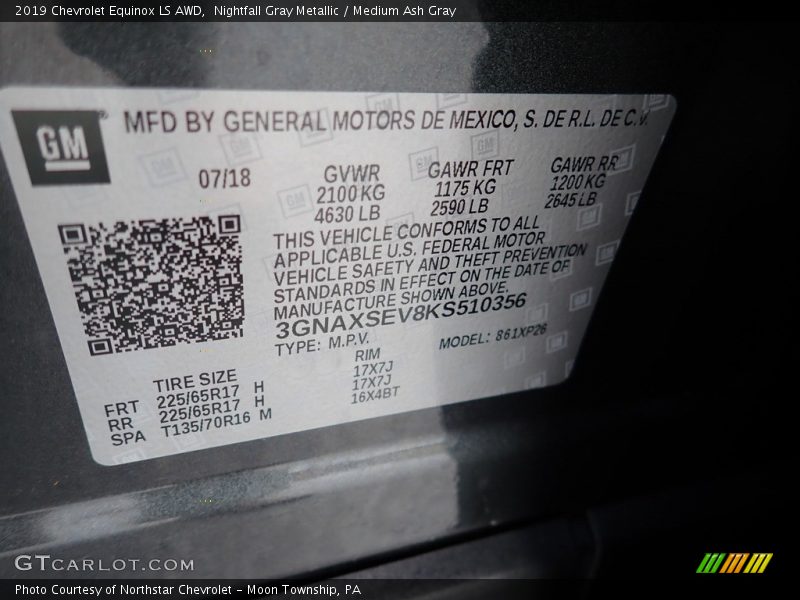 2019 Chevrolet Equinox LS AWD,  Nightfall Gray Metallic / Medium Ash Gray
GM
MFD BY GENERAL MOTORS DE MEXICO, S. DE R.L. DE C.V.
07/18
GVWR
2100 KG
4630 LB
GAWR FRT
1175 KG
2590 LB
GAWR RR
1200 KG
2645 LB
THIS VEHICLE CONFORMS TO ALL
APPLICABLE U.S. FEDERAL MOTOR
VEHICLE SAFETY AND THEFT PREVENTION
STANDARDS IN EFFECT ON THE DATE OF
MANUFACTURE SHOWN ABOVE.
3GNAXSEV8KS510356
TYPE: M.P.V.
MODEL: 861XP26
TIRE SIZE
RIM
FRT 225/65R17 H 17X7J
RR 225/65R17 H 17X7J
SPA T135/70R16 M 16X4BT
GTCARLOT.COM
Photo Courtesy of Northstar Chevrolet - Moon Township, PA